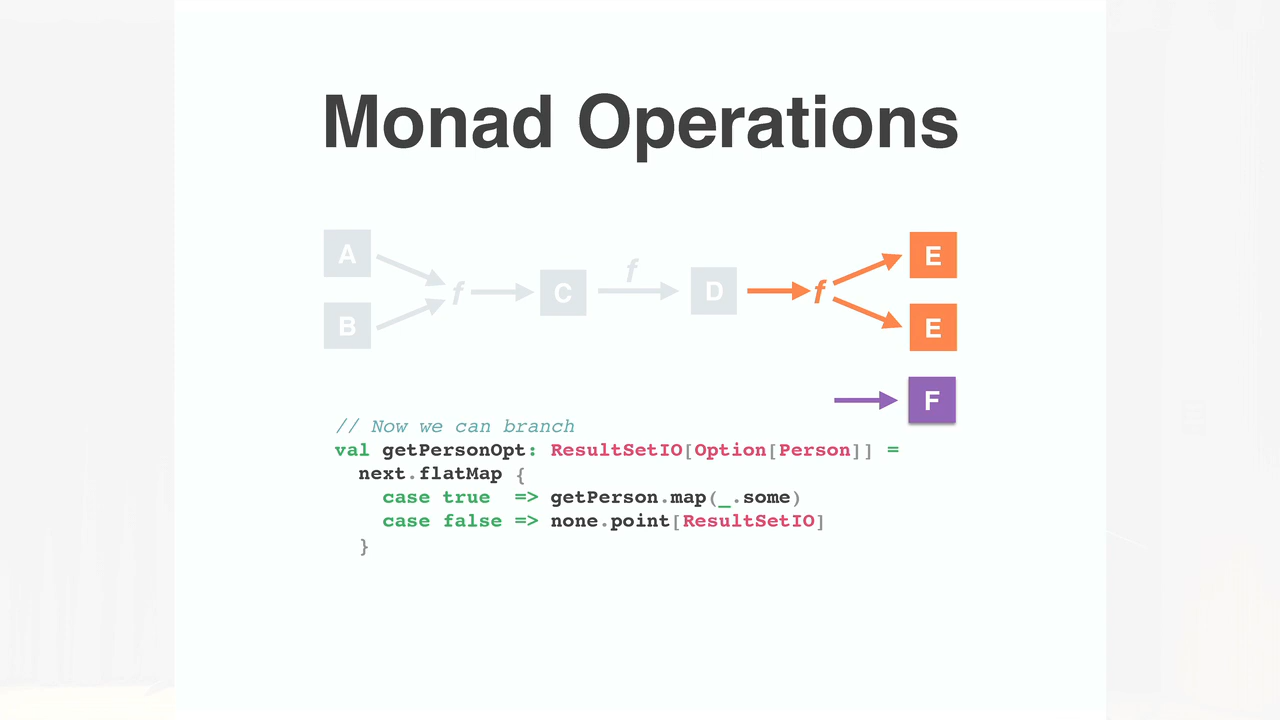 Monad Operations
A
B
f
C
f
D
f
E
E
F
// Now we can branch
val getPersonOpt: ResultSetIO[Option[Person]] =
  next.flatMap {
    case true  => getPerson.map(_.some)
    case false => none.point[ResultSetIO]
  }